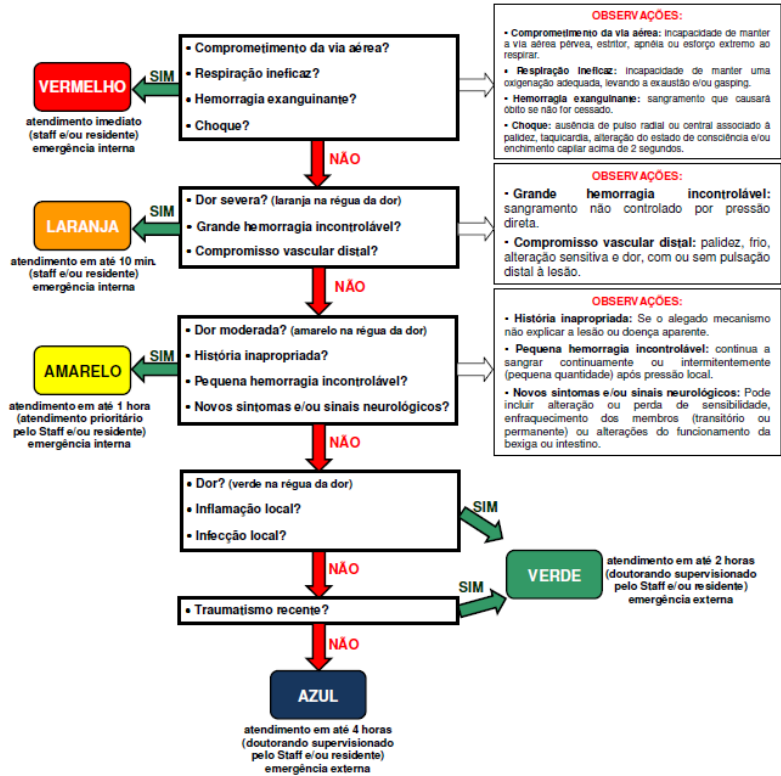 • Comprometimento da via aérea?
• Respiração ineficaz?
• Hemorragia exanguinante?
• Choque?
SIM
VERMELHO
atendimento imediato
(staff e/ou residente)
emergência interna
OBSERVAÇÕES:
• Comprometimento da via aérea: incapacidade de manter
a via aérea pérvea, estritor, apnéia ou esforço extremo ao
respirar.
• Respiração ineficaz: incapacidade de manter uma
oxigenação adequada, levando a exaustão e/ou gasping.
• Hemorragia exanguinante: sangramento que causará
óbito se não for cessado.
• Choque: ausência de pulso radial ou central associado à
palidez, taquicardia, alteração do estado de consciência e/ou
enchimento capilar acima de 2 segundos.
NÃO
• Dor severa? (laranja na régua da dor)
• Grande hemorragia incontrolável?
• Compromisso vascular distal?
SIM
LARANJA
atendimento em até 10 min.
(staff e/ou residente)
emergência interna
OBSERVAÇÕES:
• Grande hemorragia incontrolável:
sangramento não controlado por pressão
direta.
• Compromisso vascular distal: palidez, frio,
alteração sensitiva e dor, com ou sem pulsação
distal à lesão.
NÃO
• Dor moderada? (amarelo na régua da dor)
• História inapropriada?
• Pequena hemorragia incontrolável?
• Novos sintomas e/ou sinais neurológicos?
SIM
AMARELO
atendimento em até 1 hora
(atendimento prioritário
pelo Staff e/ou residente)
emergência interna
OBSERVAÇÕES:
• História inapropriada: Se o alegado mecanismo
não explicar a lesão ou doença aparente.
• Pequena hemorragia incontrolável: continua a
sangrar continuamente ou intermitentemente
(pequena quantidade) após pressão local.
• Novos sintomas e/ou sinais neurológicos: Pode
incluir alteração ou perda de sensibilidade,
enfraquecimento dos membros (transitório ou
permanente) ou alterações do funcionamento da
bexiga ou intestino.
NÃO
• Dor? (verde na régua da dor)
• Inflamação local?
• Infecção local?
SIM
NÃO
VERDE
atendimento em até 2 horas
(doutorando supervisionado
pelo Staff e/ou residente)
emergência externa
• Traumatismo recente?
SIM
NÃO
AZUL
atendimento em até 4 horas
(doutorando supervisionado
pelo Staff e/ou residente)
emergência externa